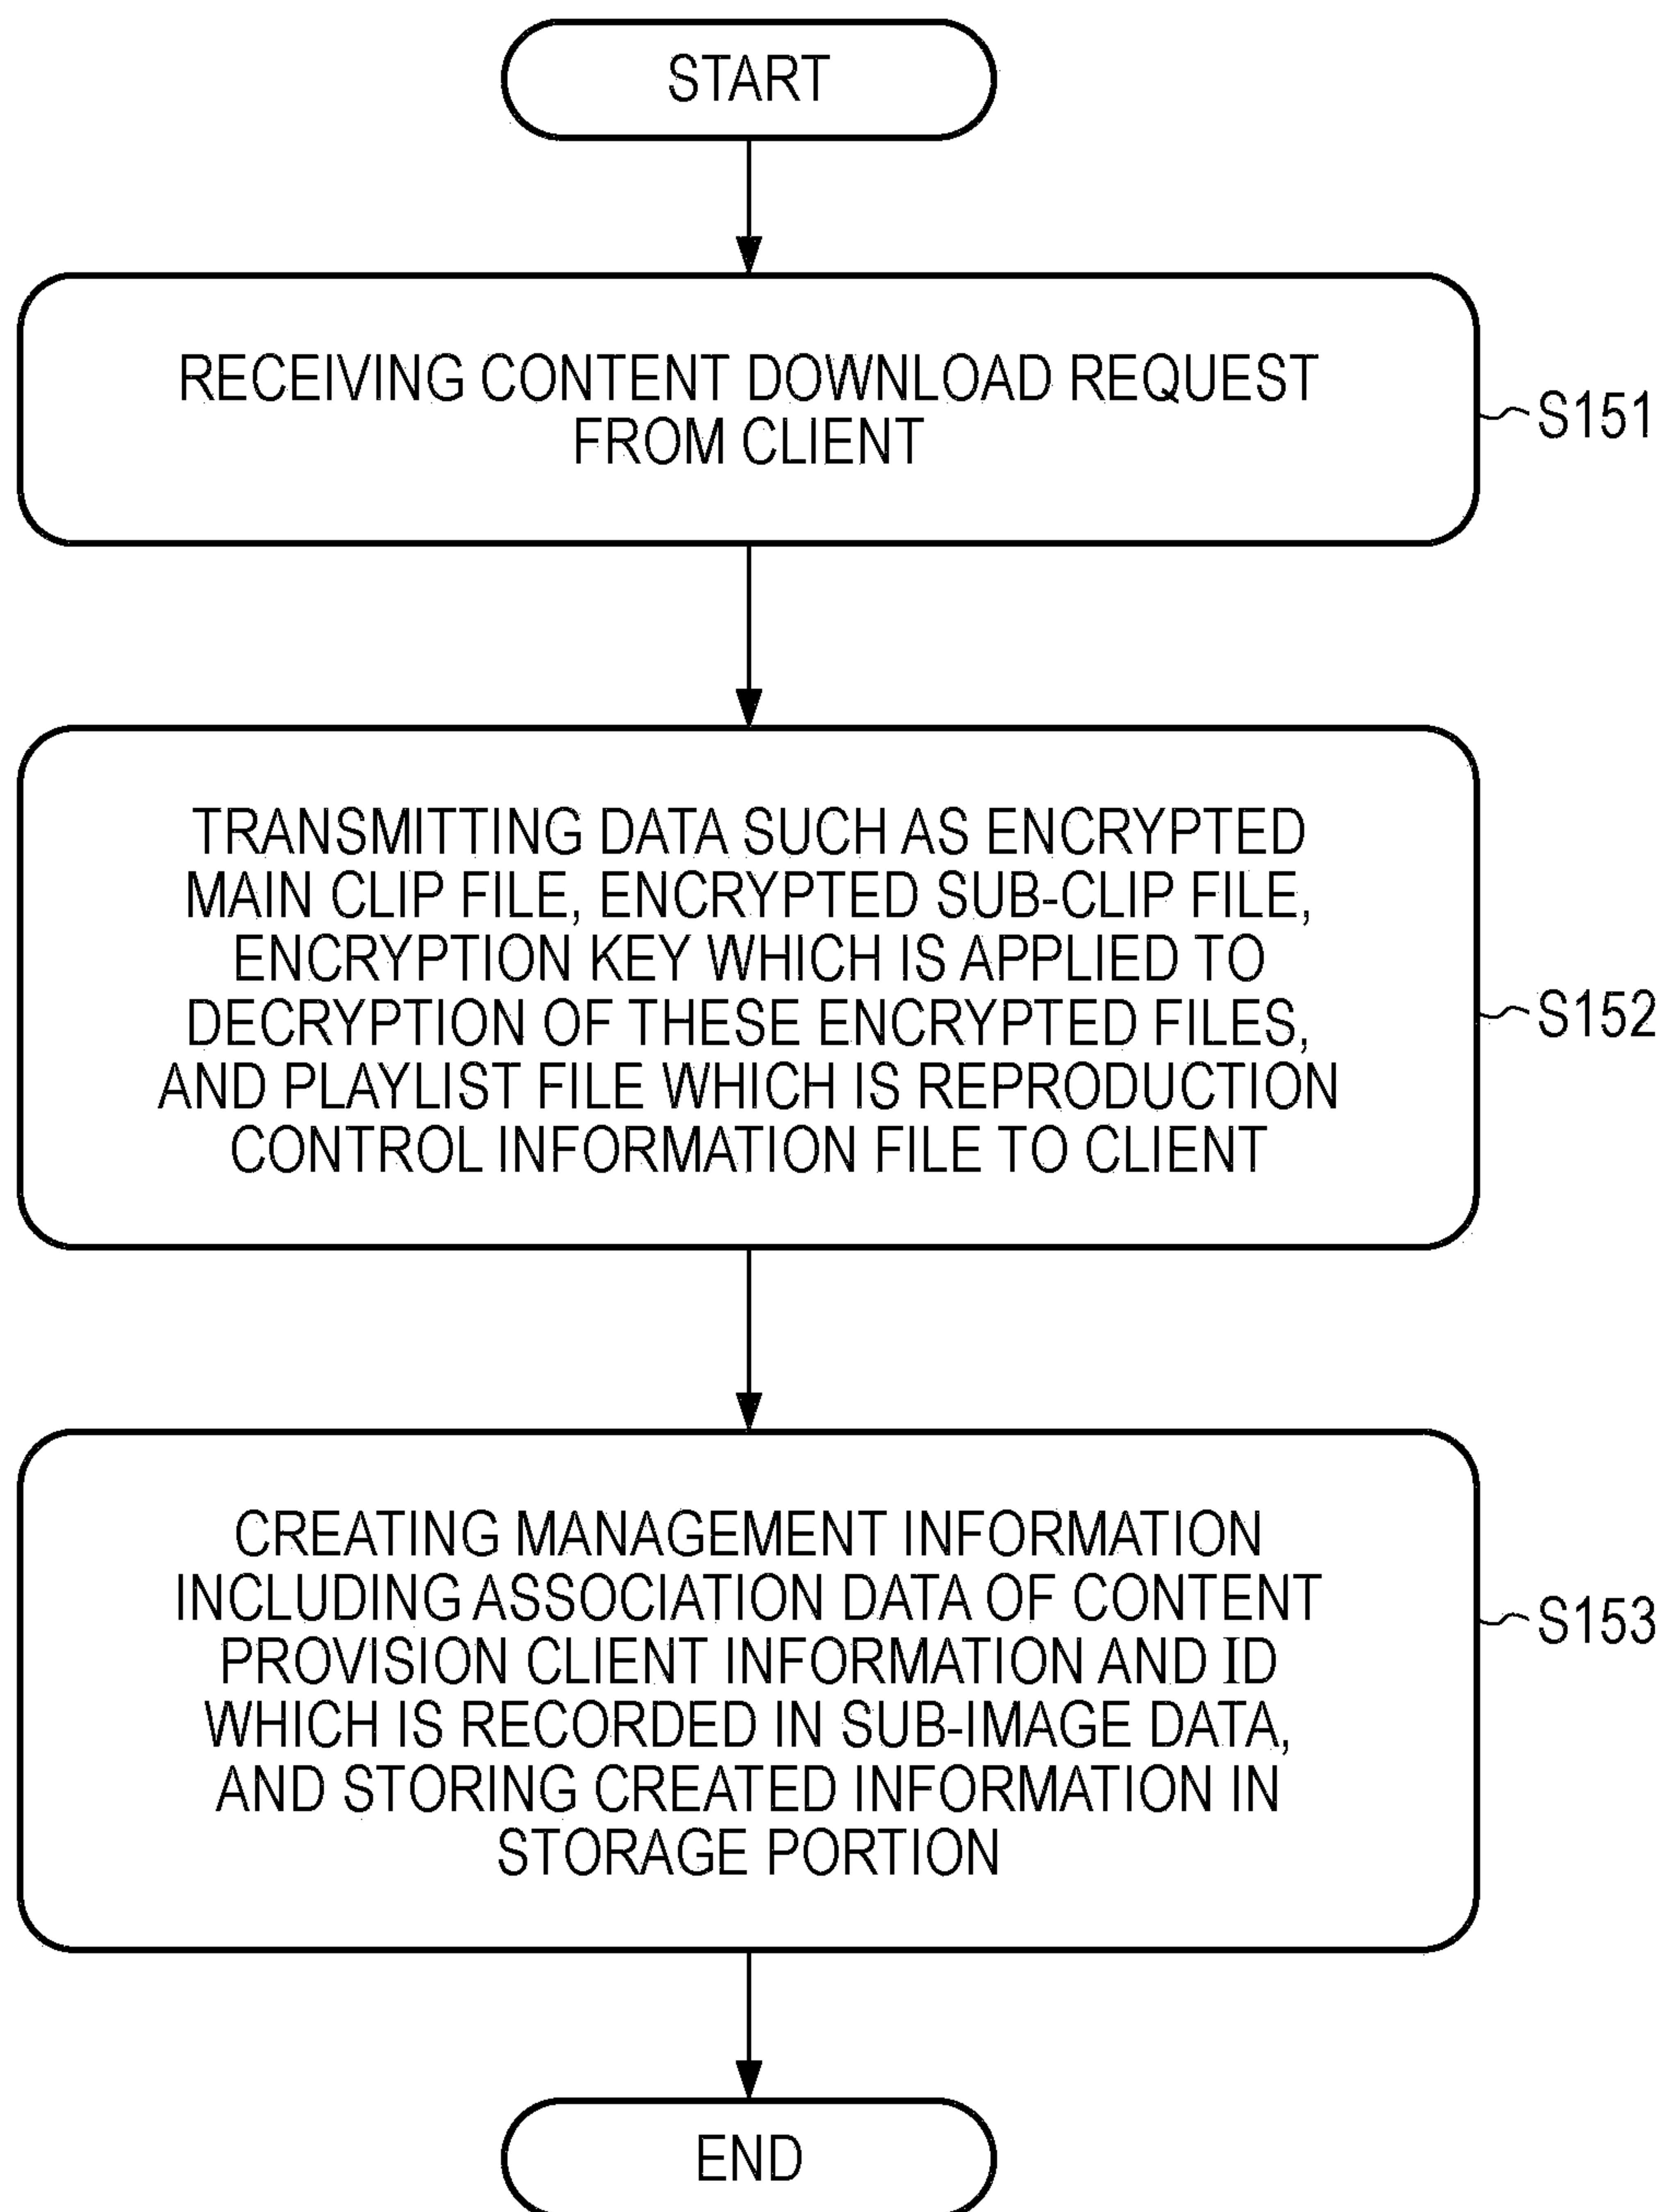 START
RECEIVING CONTENT DOWNLOAD REQUEST
FROM CLIENT
S151
TRANSMITTING DATA SUCH AS ENCRYPTED
MAIN CLIP FILE, ENCRYPTED SUB-CLIP FILE,
ENCRYPTION KEY WHICH IS APPLIED TO
DECRYPTION OF THESE ENCRYPTED FILES,
AND PLAYLIST FILE WHICH IS REPRODUCTION
CONTROL INFORMATION FILE TO CLIENT
S152
CREATING MANAGEMENT INFORMATION
INCLUDING ASSOCIATION DATA OF CONTENT
PROVISION CLIENT INFORMATION AND ID
WHICH IS RECORDED IN SUB-IMAGE DATA,
AND STORING CREATED INFORMATION IN
STORAGE PORTION
S153
END